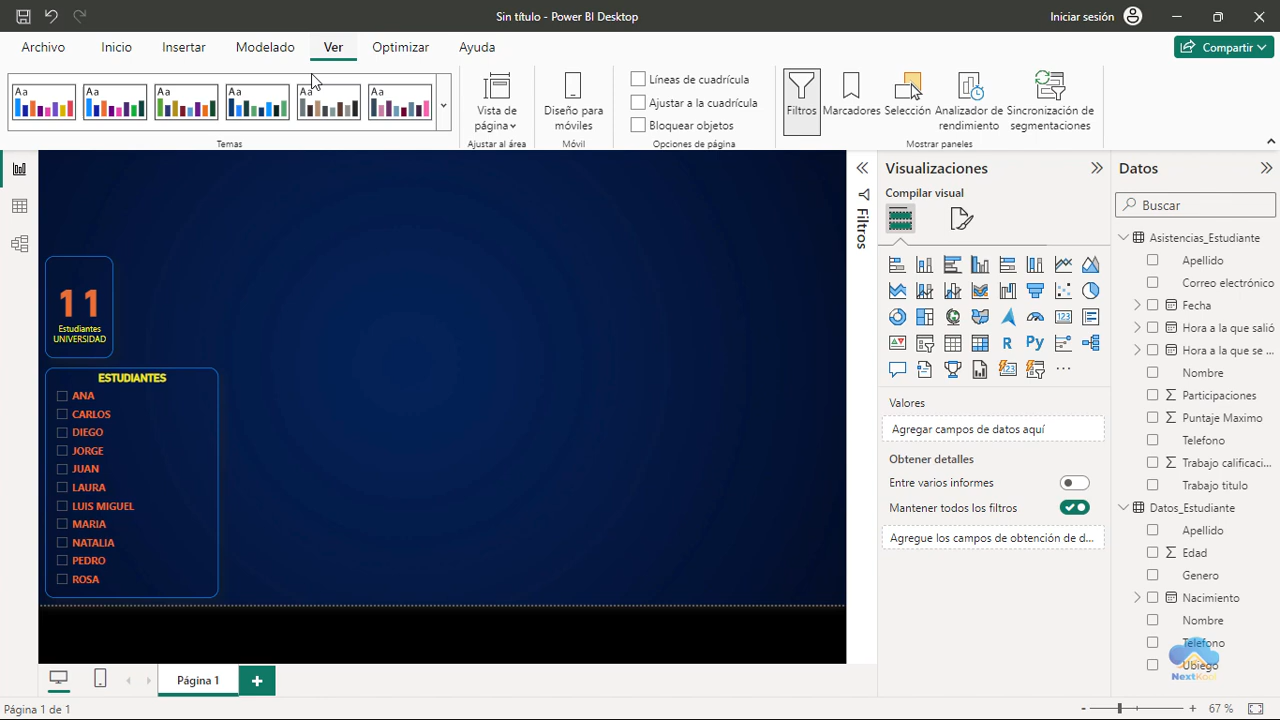 Sin título - Power BI Desktop
Iniciar sesión
Archivo
Inicio
Insertar
Modelado
Ver
Optimizar
Ayuda
Compartir
Aa
Aa
Aa
Aa
Aa
Aa
Temas
Vista de
página
Ajustar al área
Diseño para
móviles
Móvil
Líneas de cuadrícula
Ajustar a la cuadrícula
Bloquear objetos
Opciones de página
Filtros
Marcadores
Selección
Analizador de
rendimiento
Sincronización de
segmentaciones
Mostrar paneles
11
Estudiantes
UNIVERSIDAD
ESTUDIANTES
ANA
CARLOS
DIEGO
JORGE
JUAN
LAURA
LUIS MIGUEL
MARIA
NATALIA
PEDRO
ROSA
Filtros
Visualizaciones
Compilar visual
123
R
Py
Valores
Agregar campos de datos aquí
Obtener detalles
Entre varios informes
Mantener todos los filtros
Agregue los campos de obtención de d...
Datos
Buscar
Asistencias_Estudiante
Apellido
Correo electrónico
Fecha
Hora a la que salió
Hora a la que se ...
Nombre
Participaciones
Puntaje Maximo
Telefono
Trabajo calificaci...
Trabajo titulo
Datos_Estudiante
Apellido
Edad
Genero
Nacimiento
Nombre
Telefono
Ubiego
NextKool
Página 1
Página 1 de 1
67 %